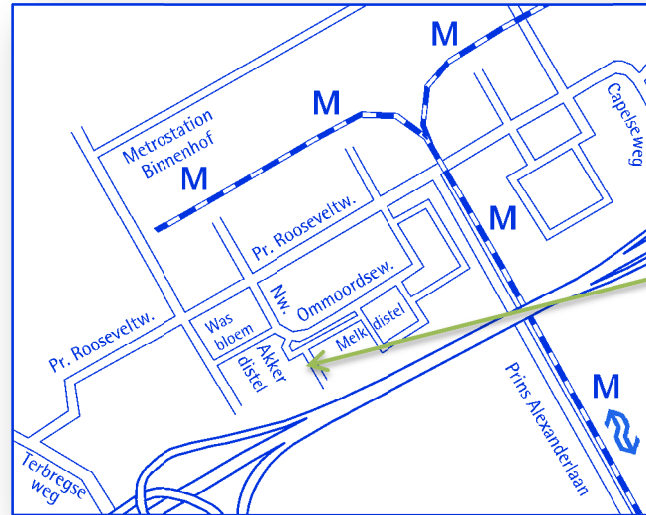 M
M
M
Metrostation
Binnenhof
Capelseweg
M
Pr. Rooseveltw.
Nw.
Ommoordsew.
Pr. Rooseveltw.
Was
bloem
Akker
distel
Melk
distel
Prins Alexanderlaan
M
Terbregse
weg